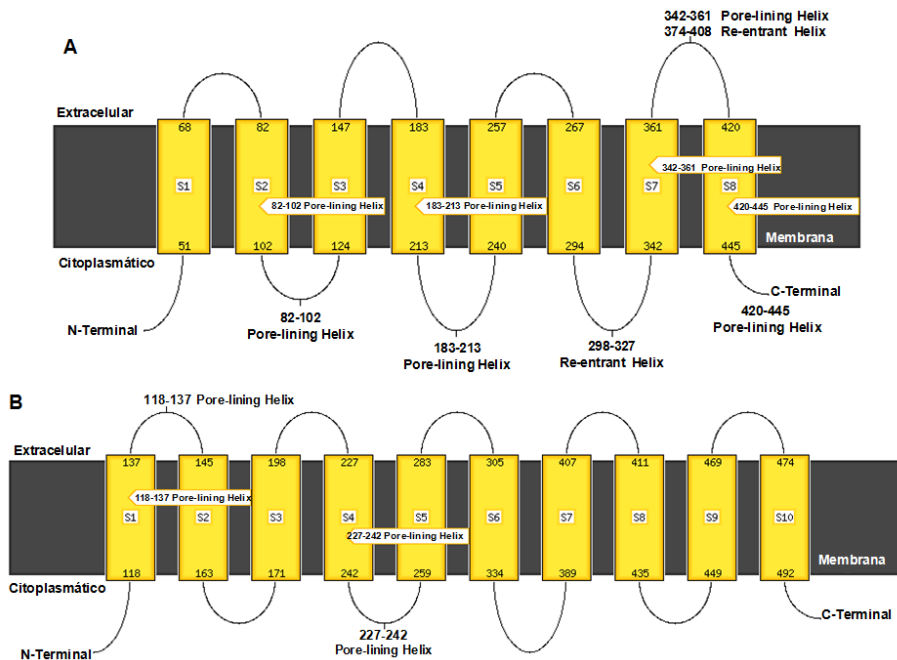 342-361 Pore-lining Helix
374-408 Re-entrant Helix
A
Extracelular
68 82 147 183 257 267 361 420
342-361 Pore-lining Helix
S1 S2 S3 S4 S5 S6 S7 S8
82-102 Pore-lining Helix 183-213 Pore-lining Helix 420-445 Pore-lining Helix
Membrana
51 102 124 213 240 294 342 445
Citoplasmático
C-Terminal
N-Terminal
82-102
Pore-lining Helix
183-213
Pore-lining Helix
298-327
Re-entrant Helix
420-445
Pore-lining Helix
B
118-137 Pore-lining Helix
Extracelular
137 145 198 227 283 305 407 411 469 474
118-137 Pore-lining Helix
S1 S2 S3 S4 S5 S6 S7 S8 S9 S10
227-242 Pore-lining Helix
Membrana
118 163 171 242 259 334 389 435 449 492
Citoplasmático
C-Terminal
N-Terminal
227-242
Pore-lining Helix